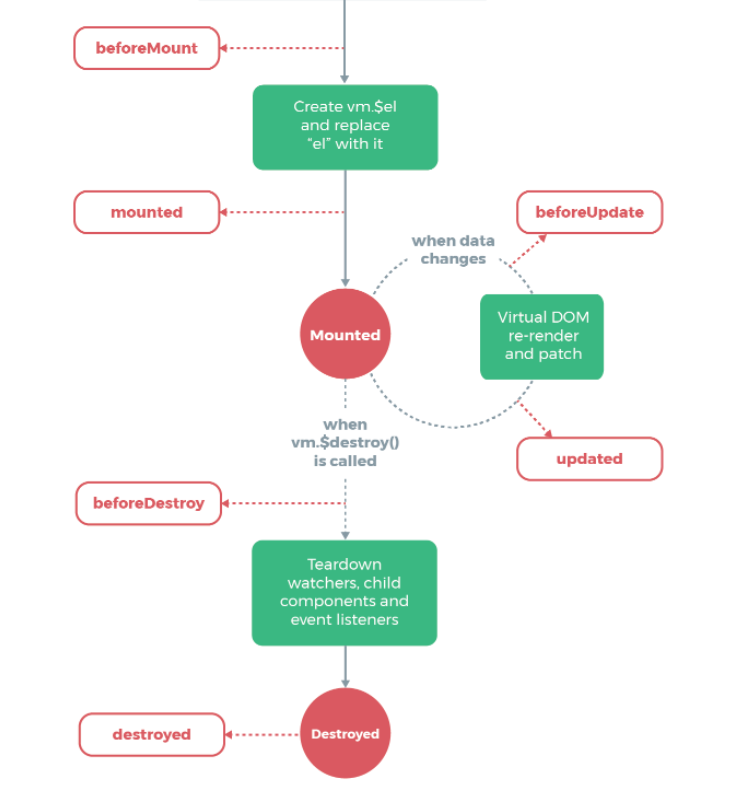 beforeMount
Create vm.$el
and replace
“el” with it
mounted
beforeUpdate
when data
changes
Virtual DOM
re-render
and patch
Mounted
when
vm.$destroy()
is called
updated
beforeDestroy
Teardown
watchers, child
components and
event listeners
destroyed
Destroyed